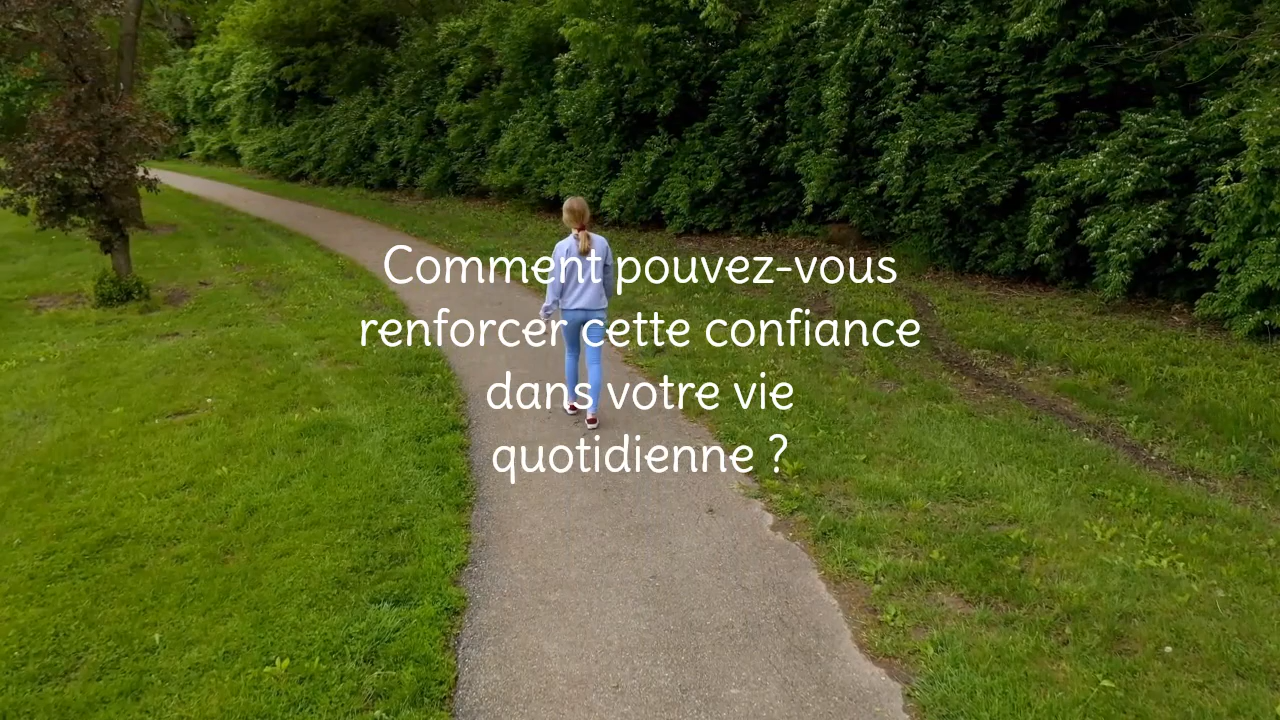 Comment pouvez-vous
renforcer cette confiance
dans votre vie
quotidienne ?